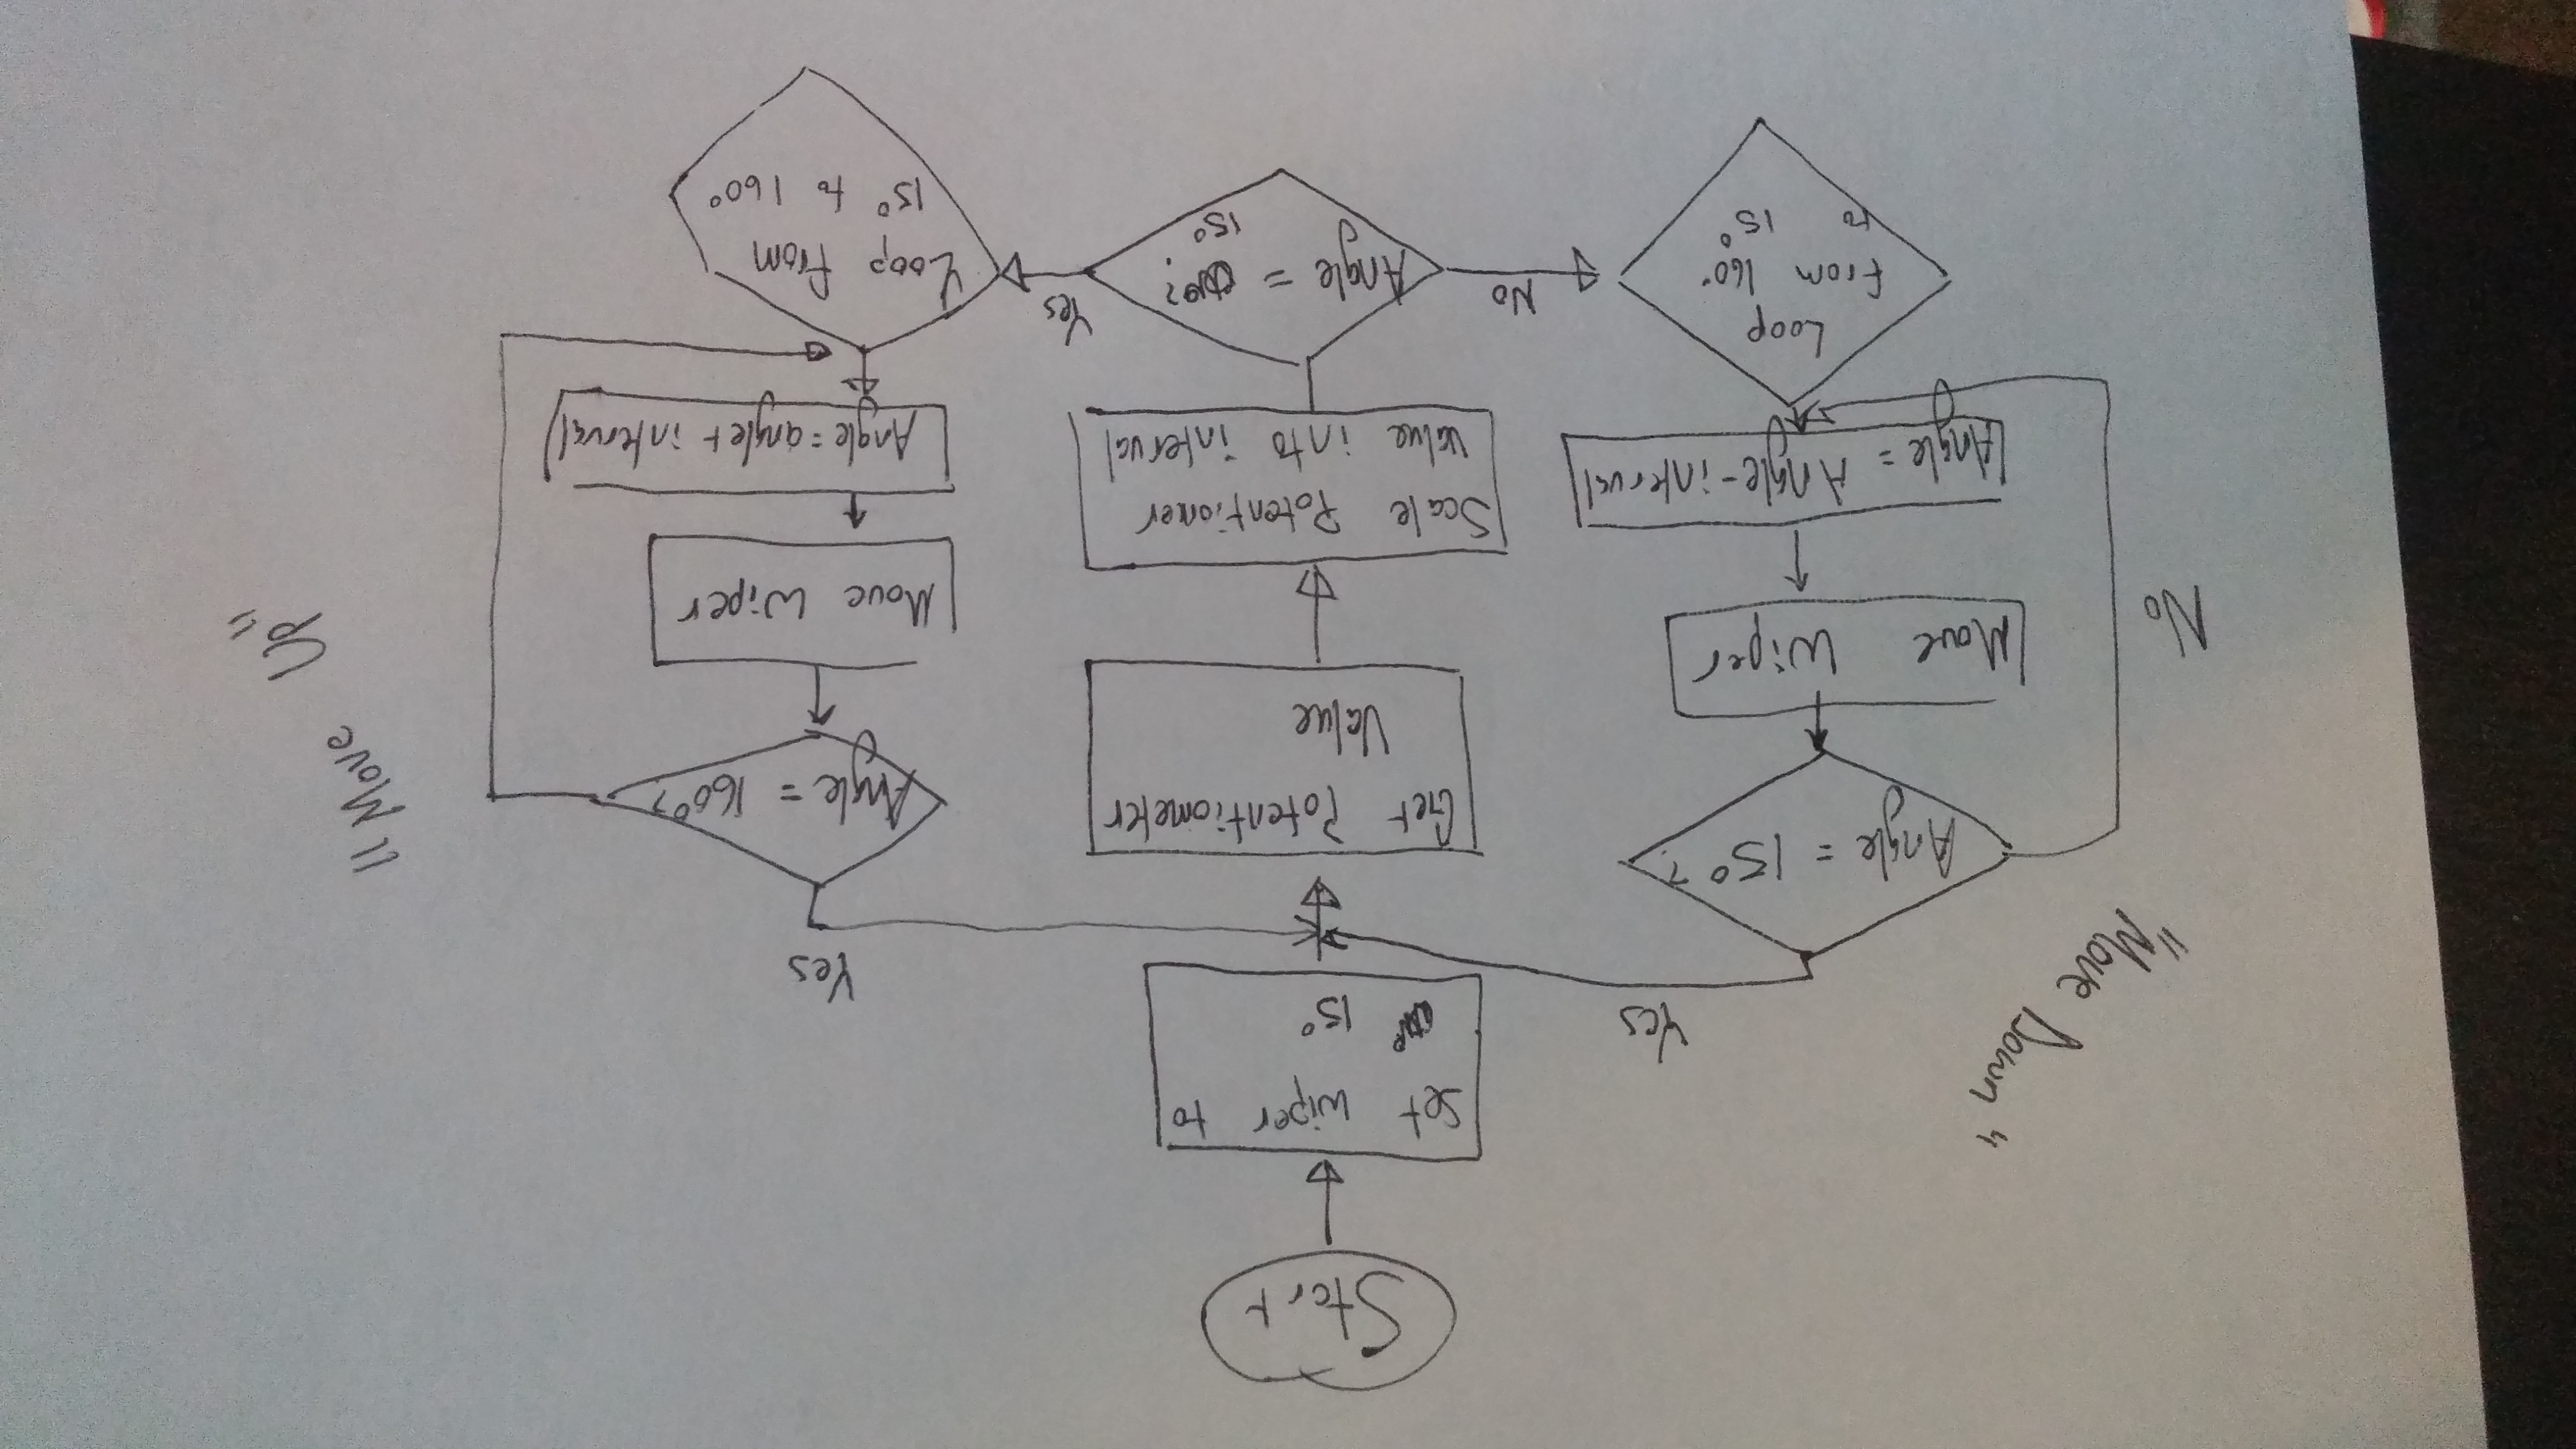 Start
Set wiper to
15°
Yes
Yes
"Move Down"
"Move Up"
Angle = 15°?
Get Potentiometer
Value
Angle = 160°?
Move Wiper
Move Wiper
No
Scale Potentiomer
value into interval
Angle = Angle - interval
Angle = angle + interval
Loop
from 160°
to 15°
No
Angle = ?
15°
Yes
Loop from
15° to 160°